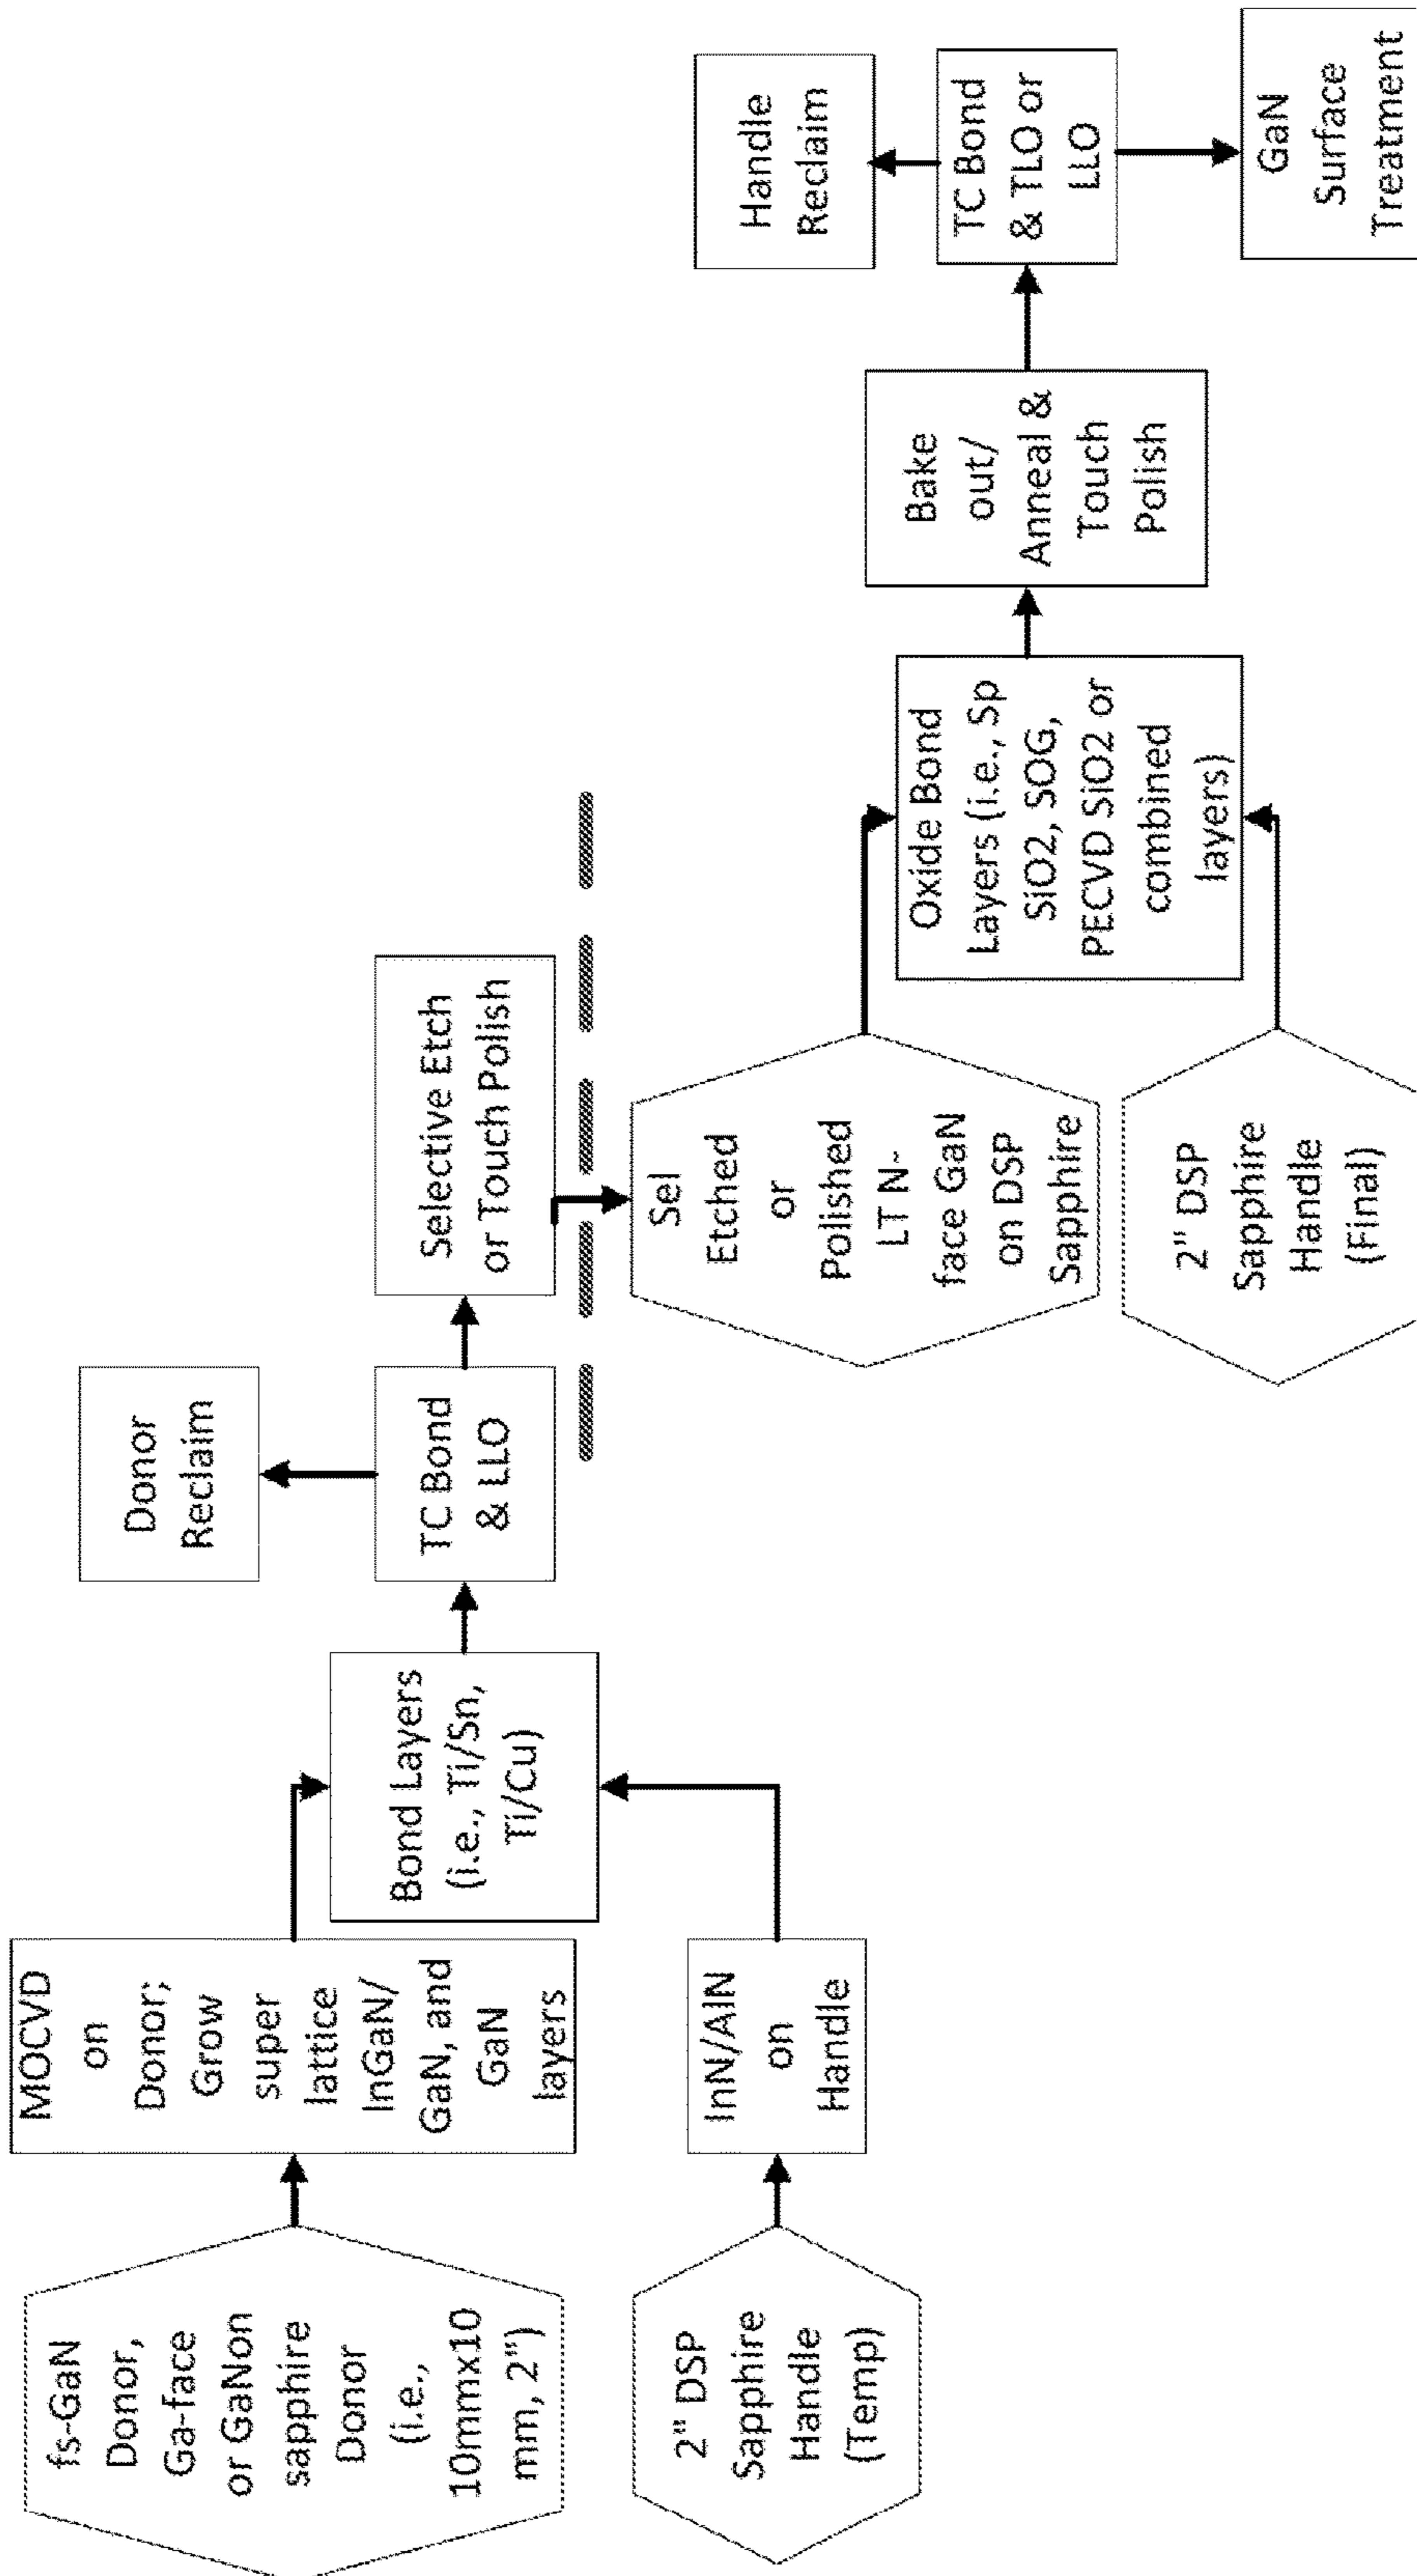 fs-GaN
Donor,
Ga-face
or GaNon
sapphire
Donor
(i.e.,
10mmx10
mm, 2")
MOCVD
on
Donor;
Grow
super
lattice
InGaN/
GaN, and
GaN
layers
2" DSP
Sapphire
Handle
(Temp)
InN/AlN
on
Handle
Bond Layers
(i.e., Ti/Sn,
Ti/Cu)
Donor
Reclaim
TC Bond
& LLO
Selective Etch
or Touch Polish
Sel
Etched
or
Polished
LT N-
face GaN
on DSP
Sapphire
2" DSP
Sapphire
Handle
(Final)
Oxide Bond
Layers (i.e., Sp
SiO2, SOG,
PECVD SiO2 or
combined
layers)
Bake
out/
Anneal &
Touch
Polish
Handle
Reclaim
TC Bond
& TLO or
LLO
GaN
Surface
Treatment